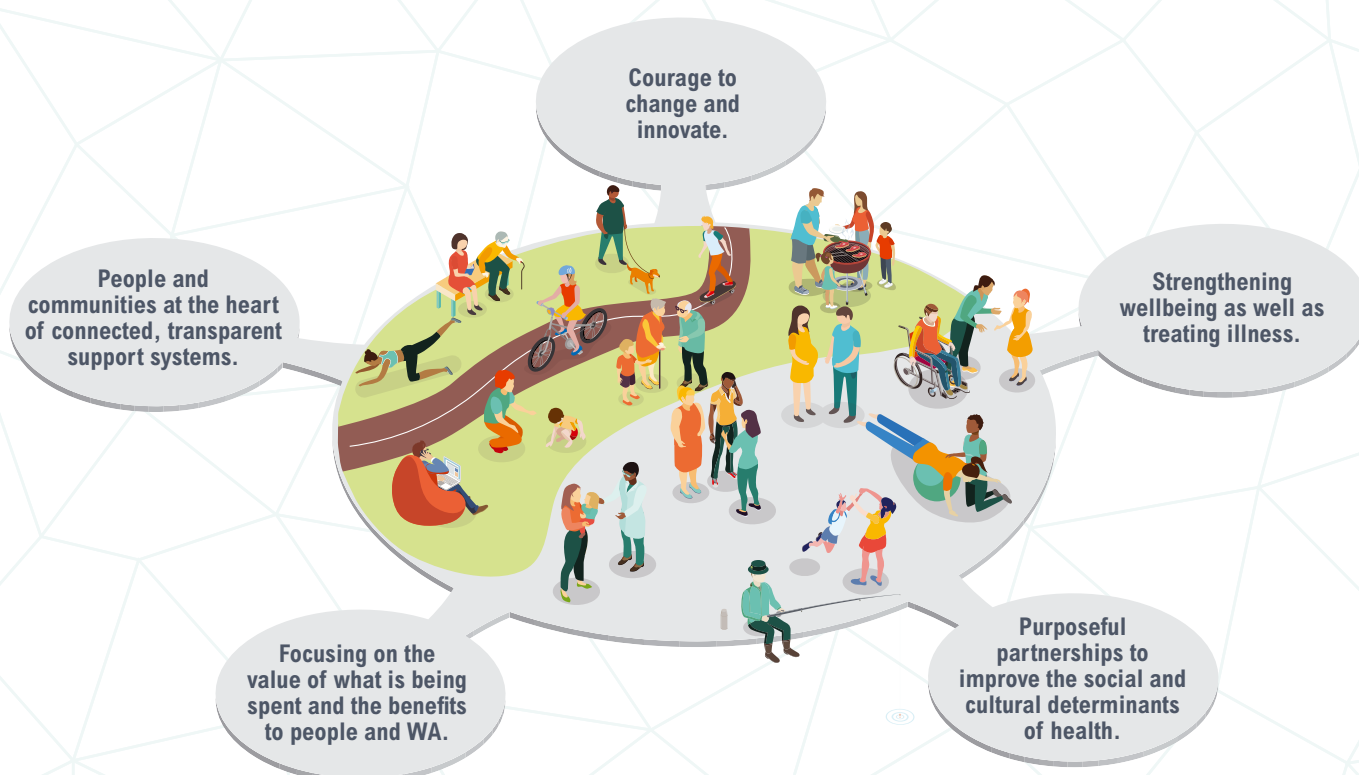 Courage to
change and
innovate.
People and
communities at the heart
of connected, transparent
support systems.
Strengthening
wellbeing as well as
treating illness.
Focusing on the
value of what is being
spent and the benefits
to people and WA.
Purposeful
partnerships to
improve the social and
cultural determinants
of health.